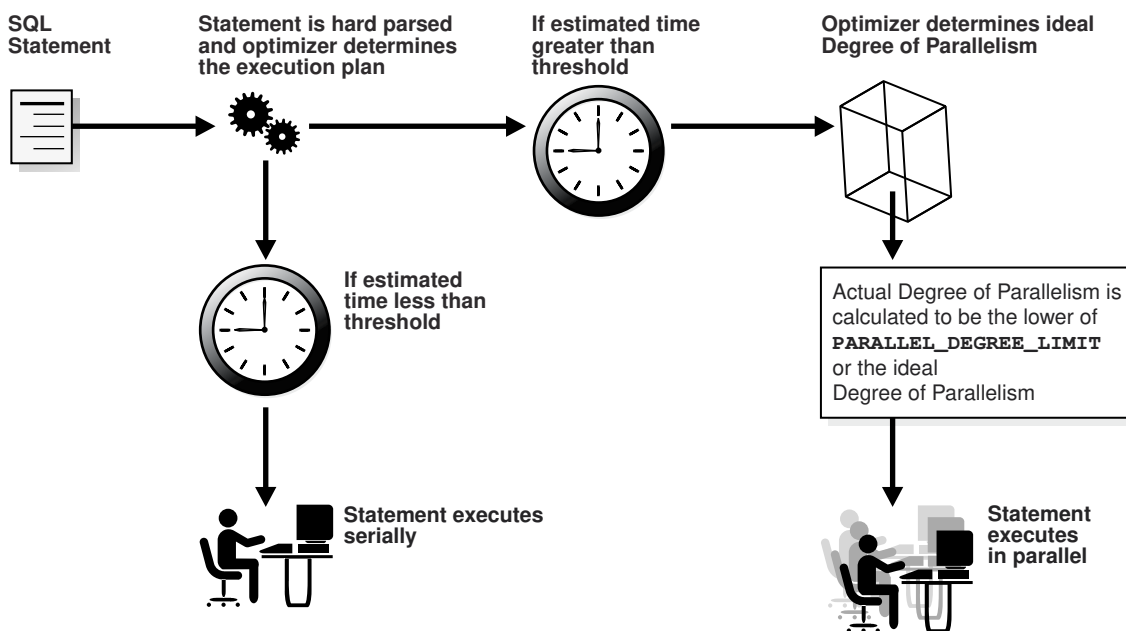 SQL
Statement
Statement is hard parsed
and optimizer determines
the execution plan
If estimated time
greater than
threshold
Optimizer determines ideal
Degree of Parallelism
If estimated
time less than
threshold
Actual Degree of Parallelism is
calculated to be the lower of
PARALLEL_DEGREE_LIMIT
or the ideal
Degree of Parallelism
Statement executes
serially
Statement
executes
in parallel